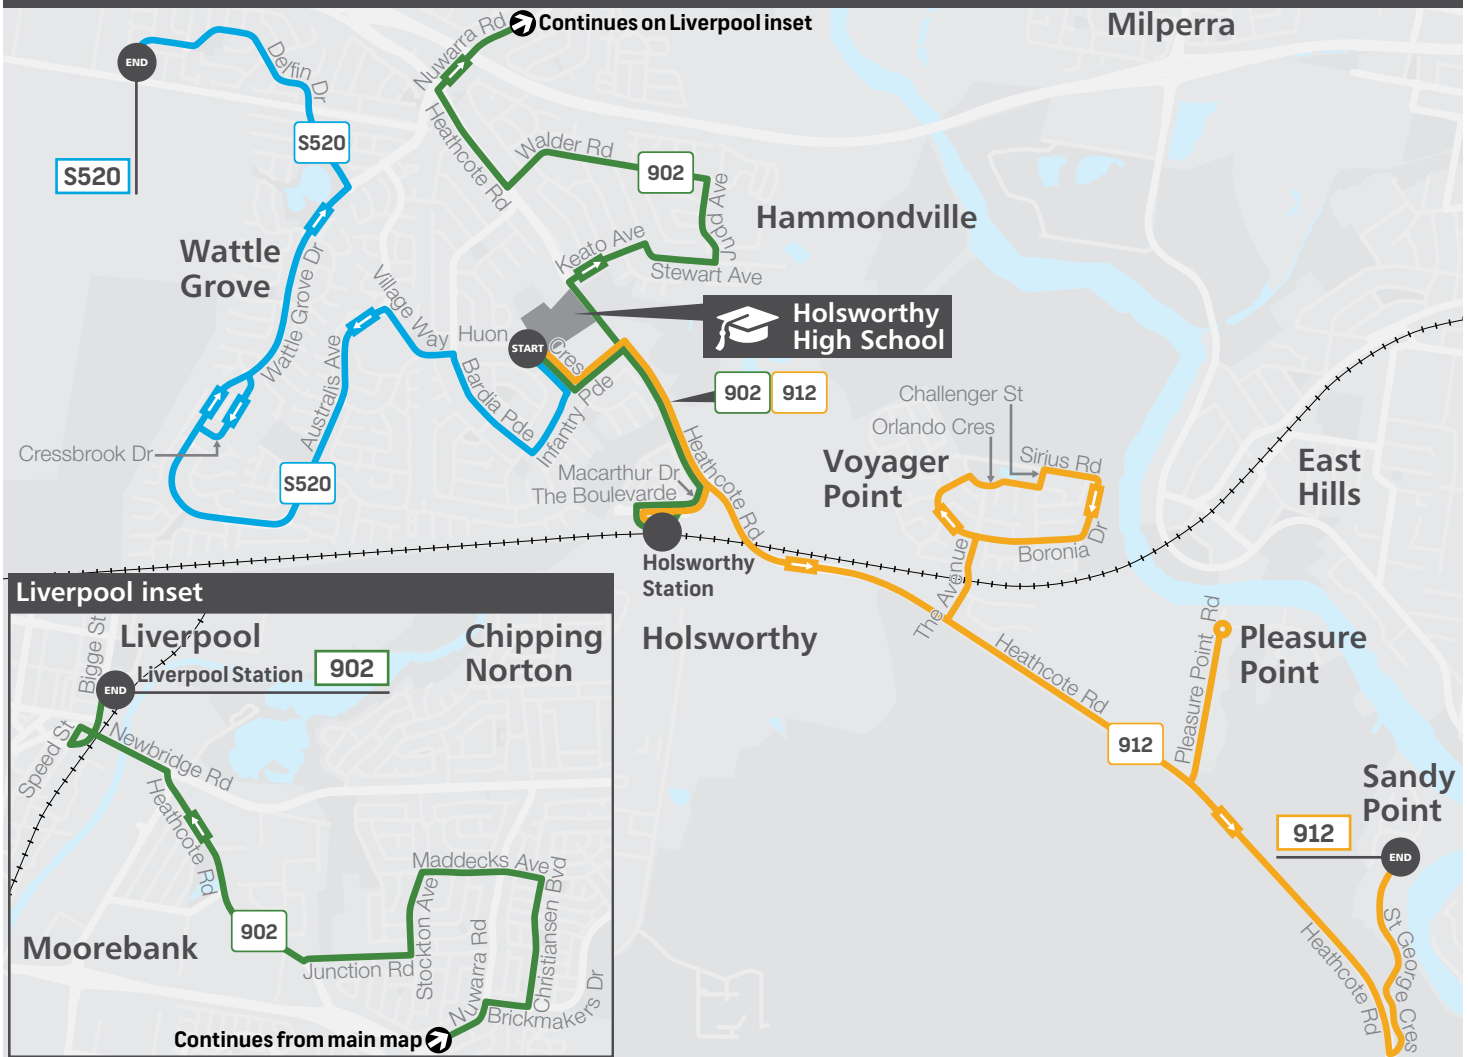 Continues on Liverpool inset
Milperra
Nuwarra Rd
END
Delfin Dr
S520
S520
Heathcote Rd
Walder Rd
902
Judd Ave
Hammondville
Wattle
Grove
Wattle Grove Dr
Keato Ave
Stewart Ave
Village Way
Huon
Cres
START
Holsworthy
High School
902
912
Australis Ave
Bardia Pde
Infantry Pde
Challenger St
Orlando Cres
Sirius Rd
Voyager
Point
East
Hills
Cressbrook Dr
S520
Macarthur Dr
The Boulevarde
Heathcote Rd
Boronia Dr
The Avenue
Holsworthy
Station
Holsworthy
Heathcote Rd
Pleasure Point Rd
Pleasure
Point
912
Sandy
Point
912
END
St George Cres
Heathcote Rd
Liverpool inset
Bigge St
Liverpool
Liverpool Station
902
END
Chipping
Norton
Speed St
Newbridge Rd
Heathcote Rd
Maddecks Ave
Christiansen Bvd
Stockton Ave
902
Moorebank
Junction Rd
Nuwarra Rd
Brickmakers Dr
Continues from main map